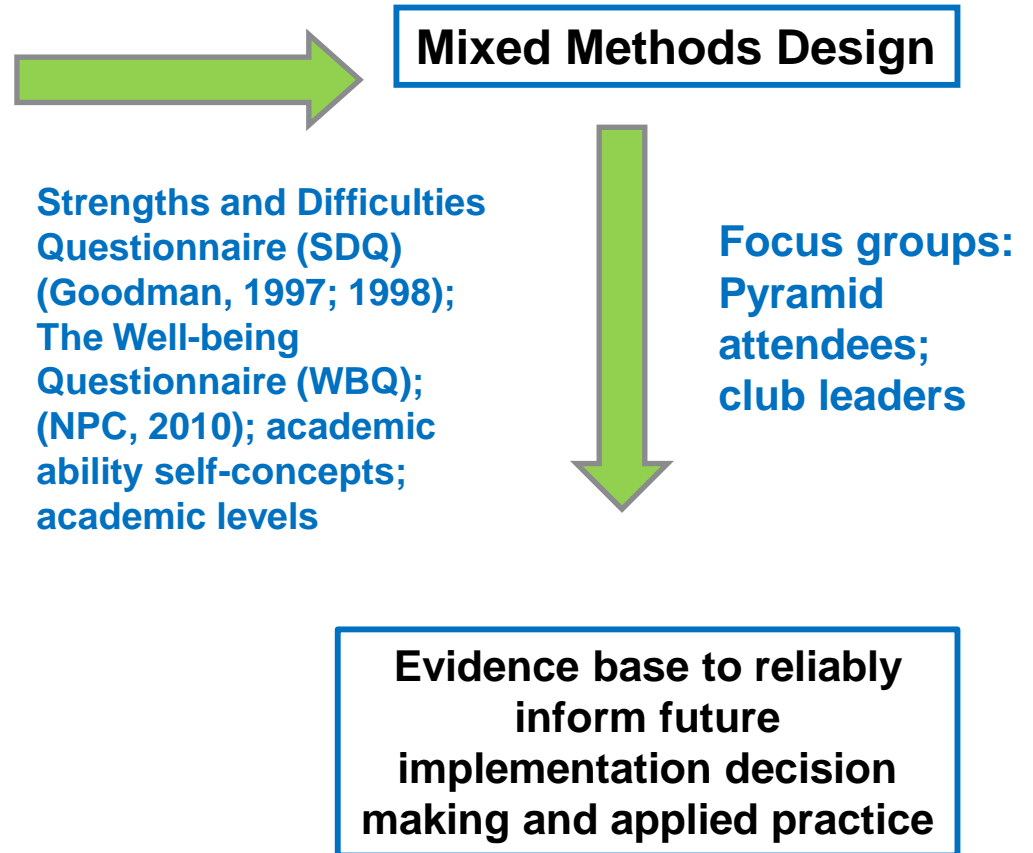 Mixed Methods Design
Strengths and Difficulties
Questionnaire (SDQ)
(Goodman, 1997; 1998);
The Well-being
Questionnaire (WBQ);
(NPC, 2010); academic
ability self-concepts;
academic levels
Focus groups:
Pyramid
attendees;
club leaders
Evidence base to reliably
inform future
implementation decision
making and applied practice